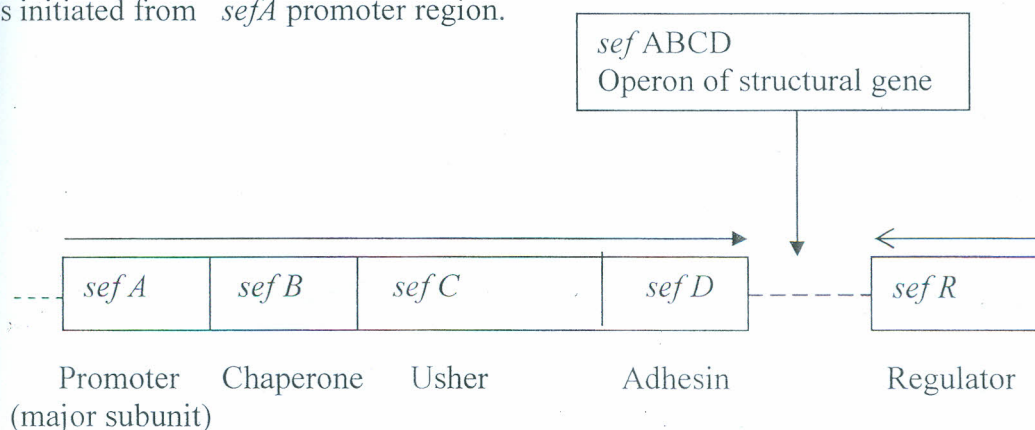 s initiated from sefA promoter region.
sef ABCD
Operon of structural gene
sef A sef B sef C sef D sef R
Promoter Chaperone Usher Adhesin Regulator
(major subunit)